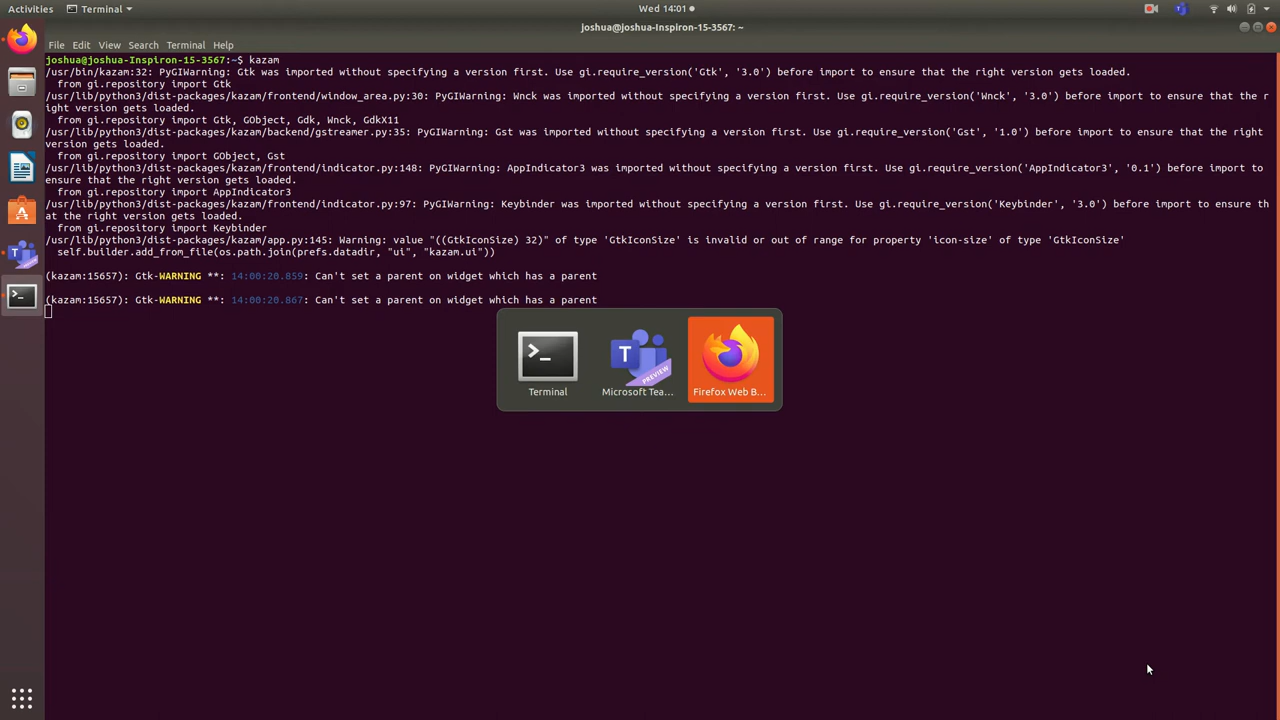 Activities
Terminal
Wed 14:01
joshua@joshua-Inspiron-15-3567: ~
File Edit View Search Terminal Help
joshua@joshua-Inspiron-15-3567:~$ kazam
/usr/bin/kazam:32: PyGIWarning: Gtk was imported without specifying a version first. Use gi.require_version('Gtk', '3.0') before import to ensure that the right version gets loaded.
from gi.repository import Gtk
/usr/lib/python3/dist-packages/kazam/frontend/window_area.py:30: PyGIWarning: Wnck was imported without specifying a version first. Use gi.require_version('Wnck', '3.0') before import to ensure that the r
ight version gets loaded.
from gi.repository import Gtk, GObject, Gdk, Wnck, GdkX11
/usr/lib/python3/dist-packages/kazam/backend/gstreamer.py:35: PyGIWarning: Gst was imported without specifying a version first. Use gi.require_version('Gst', '1.0') before import to ensure that the right
version gets loaded.
from gi.repository import GObject, Gst
/usr/lib/python3/dist-packages/kazam/frontend/indicator.py:148: PyGIWarning: AppIndicator3 was imported without specifying a version first. Use gi.require_version('AppIndicator3', '0.1') before import to
ensure that the right version gets loaded.
from gi.repository import AppIndicator3
/usr/lib/python3/dist-packages/kazam/frontend/indicator.py:97: PyGIWarning: Keybinder was imported without specifying a version first. Use gi.require_version('Keybinder', '3.0') before import to ensure th
at the right version gets loaded.
from gi.repository import Keybinder
/usr/lib/python3/dist-packages/kazam/app.py:145: Warning: value "((GtkIconSize) 32)" of type 'GtkIconSize' is invalid or out of range for property 'icon-size' of type 'GtkIconSize'
self.builder.add_from_file(os.path.join(prefs.datadir, "ui", "kazam.ui"))
(kazam:15657): Gtk-WARNING **: 14:00:20.859: Can't set a parent on widget which has a parent
(kazam:15657): Gtk-WARNING **: 14:00:20.867: Can't set a parent on widget which has a parent
T
PREVIEW
Terminal
Microsoft Tea...
Firefox Web B...